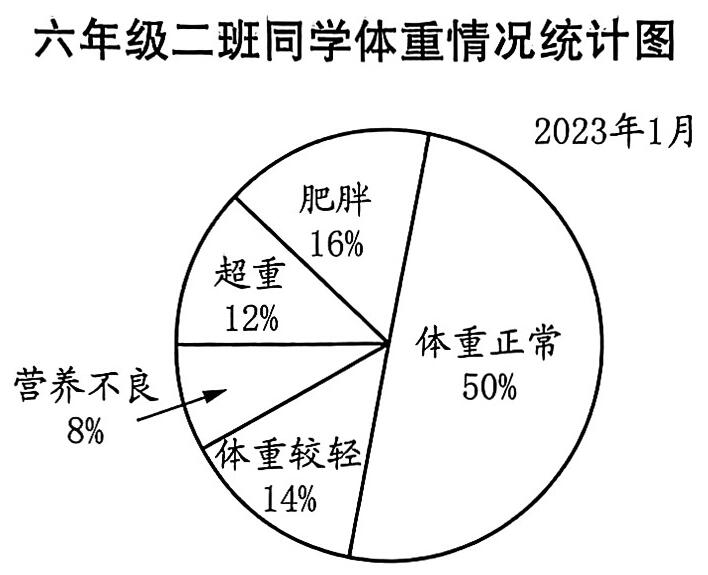 六年级二班同学体重情况统计图
2023年1月
肥胖
16%
超重
12%
体重正常
50%
营养不良
8%
体重较轻
14%